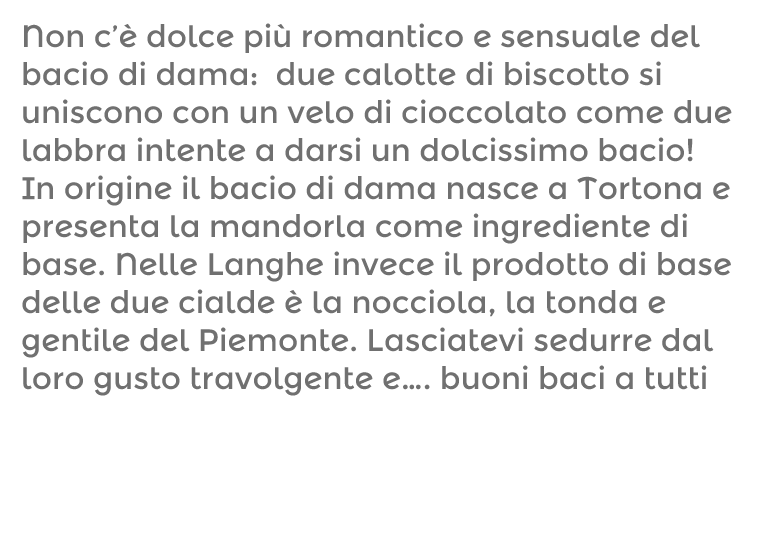 Non c’è dolce più romantico e sensuale del
bacio di dama:  due calotte di biscotto si
uniscono con un velo di cioccolato come due
labbra intente a darsi un dolcissimo bacio!
In origine il bacio di dama nasce a Tortona e
presenta la mandorla come ingrediente di
base. Nelle Langhe invece il prodotto di base
delle due cialde è la nocciola, la tonda e
gentile del Piemonte. Lasciatevi sedurre dal
loro gusto travolgente e…. buoni baci a tutti